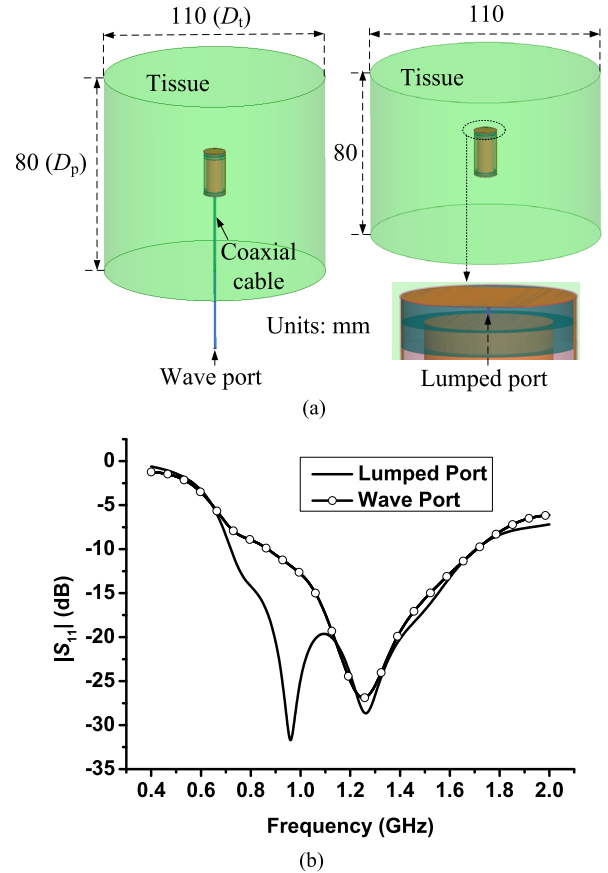 110 (Dt)
110
Tissue
Tissue
80 (Dp)
80
Coaxial
cable
Units: mm
Wave port
Lumped port
(a)
Lumped Port
Wave Port
|S11| (dB)
0
-5
-10
-15
-20
-25
-30
-35
0.4 0.6 0.8 1.0 1.2 1.4 1.6 1.8 2.0
Frequency (GHz)
(b)